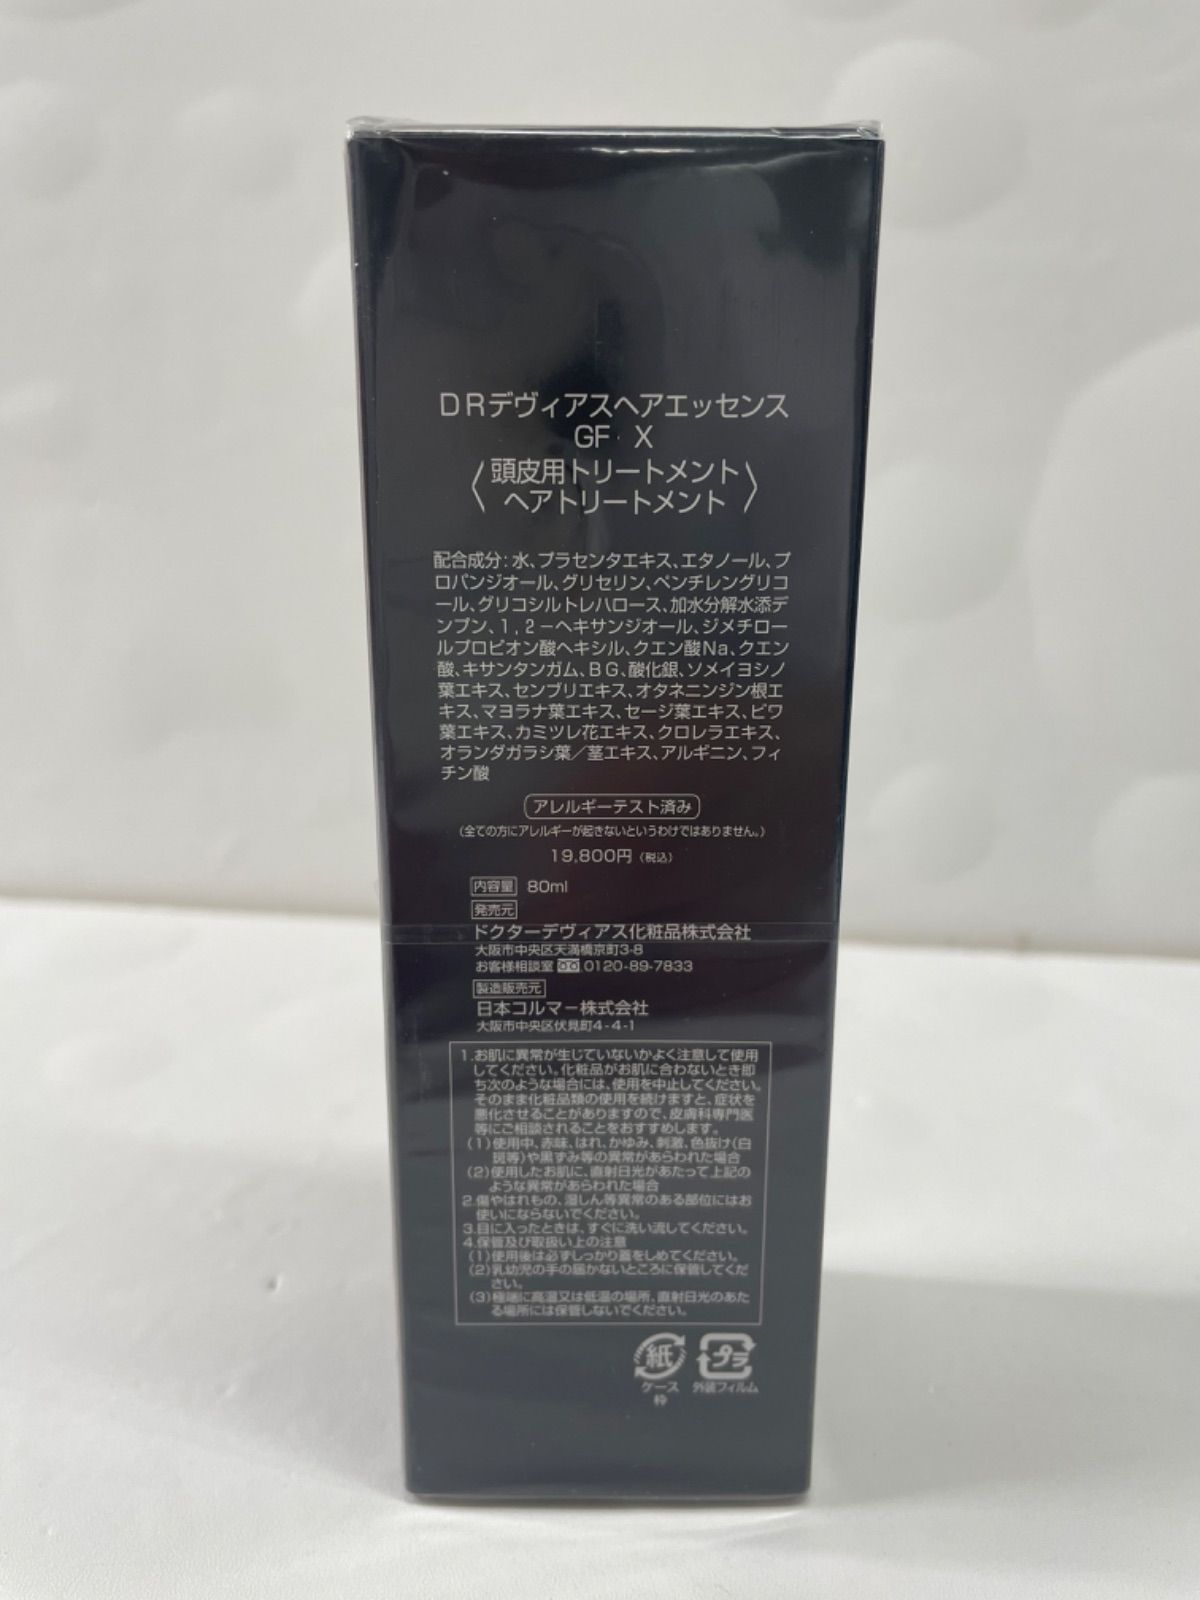 DRデヴィアスヘアエッセンス
GF X
〈頭皮用トリートメント
ヘアトリートメント〉
配合成分:水、プラセンタエキス、エタノール、プ
ロパンジオール、グリセリン、ペンチレングリコ
ール、グリコシルトレハロース、加水分解水添デ
ンプン、1,2-ヘキサンジオール、ジメチロー
ルプロピオン酸ヘキシル、クエン酸Na、クエン
酸、キサンタンガム、BG、酸化銀、ソメイヨシノ
葉エキス、センブリエキス、オタネニンジン根エ
キス、マヨラナ葉エキス、セージ葉エキス、ビワ
葉エキス、カミツレ花エキス、クロレラエキス、
オランダガラシ葉/茎エキス、アルギニン、フィ
チン酸
アレルギーテスト済み
(全ての方にアレルギーが起きないというわけではありません。)
19,800円(税込)
内容量 80ml
発売元
ドクターデヴィアス化粧品株式会社
大阪市中央区天満橋京町3-8
お客様相談室 0120-89-7833
製造販売元
日本コルマー株式会社
大阪市中央区伏見町4-4-1
1.お肌に異常が生じていないかよく注意して使用
してください。化粧品がお肌に合わないとき即
ち次のような場合には、使用を中止してください。
そのまま化粧品類の使用を続けますと、症状を
悪化させることがありますので、皮膚科専門医
等にご相談されることをおすすめします。
(1)使用中、赤味、はれ、かゆみ、刺激、色抜け(白
斑等)や黒ずみ等の異常があらわれた場合
(2)使用したお肌に、直射日光があたって上記の
ような異常があらわれた場合
2.傷やはれもの、湿しん等異常のある部位にはお
使いにならないでください。
3.目に入ったときは、すぐに洗い流してください。
4.保管及び取扱い上の注意
(1)使用後は必ずしっかり蓋をしめてください。
(2)乳幼児の手の届かないところに保管してくだ
さい。
(3)極端に高温又は低温の場所、直射日光のあた
る場所には保管しないでください。
紙 プラ
ケース 外装フィルム
枠